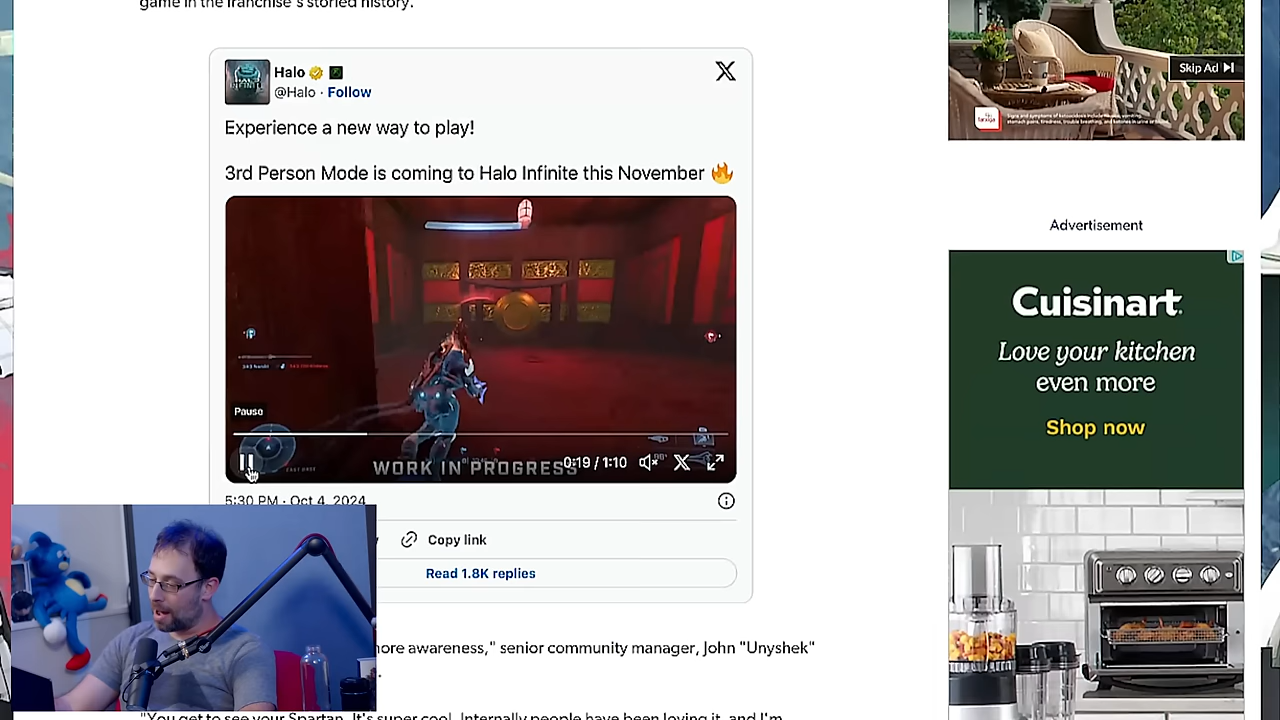 game in the franchise's storied history.
Halo
@Halo · Follow
Experience a new way to play!
3rd Person Mode is coming to Halo Infinite this November 🔥
Pause
WORK IN PROGRESS
0:19 / 1:10
5:30 PM · Oct 4, 2024
Copy link
Read 1.8K replies
more awareness," senior community manager, John "Unyshek"
"You get to see your Spartan. It's super cool. Internally people have been loving it, and I'm
Skip Ad
Advertisement
Cuisinart
Love your kitchen
even more
Shop now